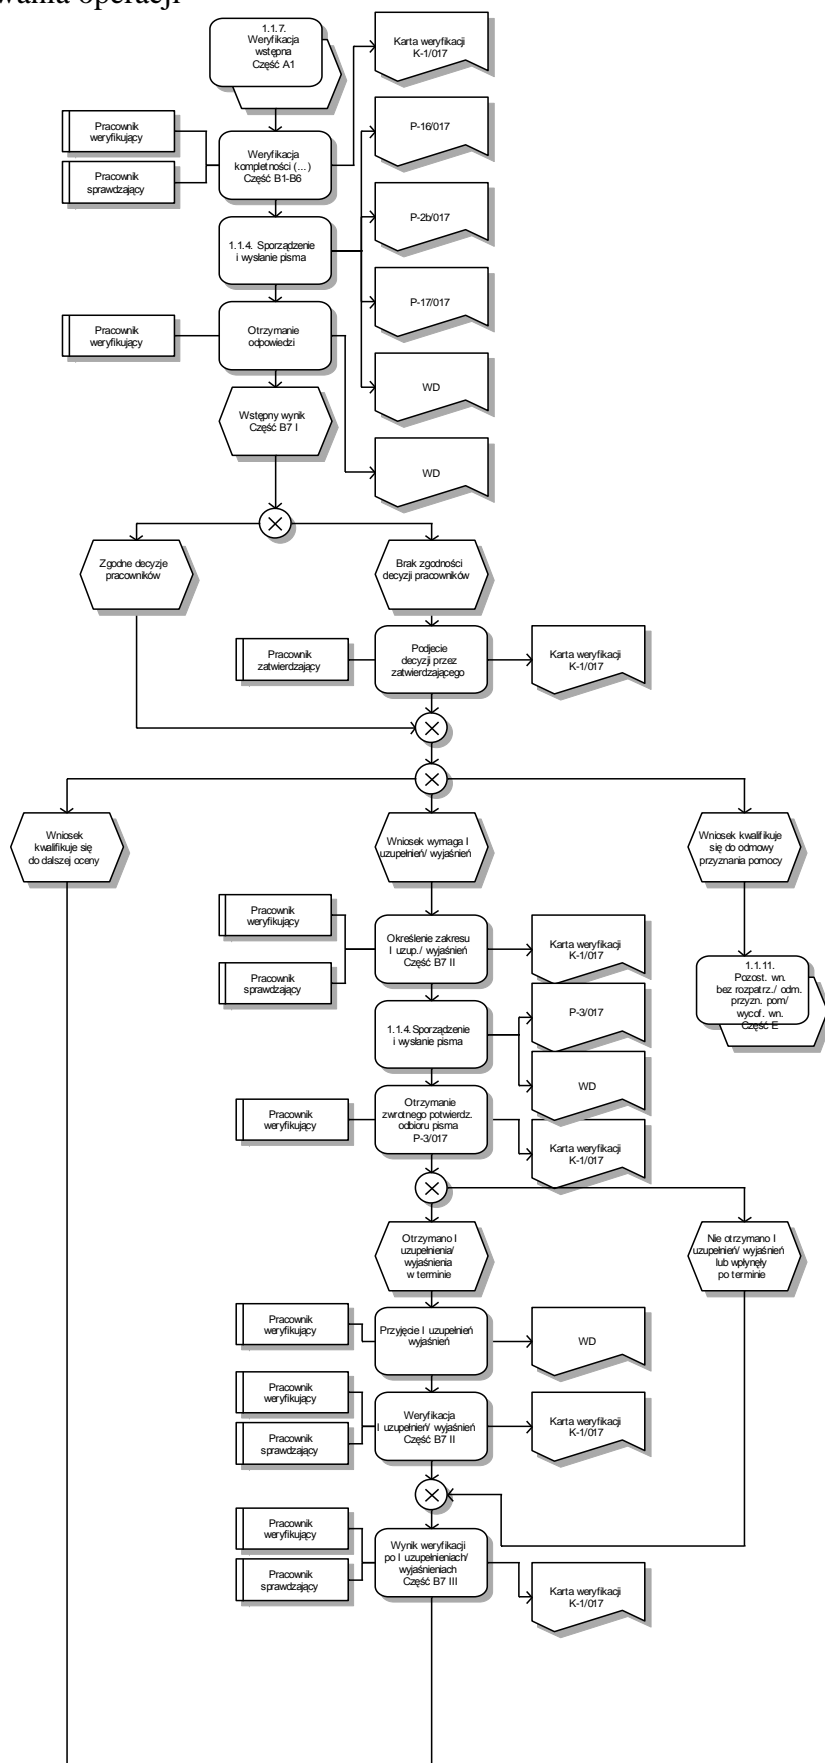 wania operacji
1.1.7.
Weryfikacja
wstępna
Część A1
Karta weryfikacji
K-1/017
Pracownik
weryfikujący
Pracownik
sprawdzający
Weryfikacja
kompletności (...)
Część B1-B6
P-16/017
1.1.4. Sporządzenie
i wysłanie pisma
P-2b/017
P-17/017
Pracownik
weryfikujący
Otrzymanie
odpowiedzi
WD
Wstępny wynik
Część B7 I
WD
Zgodne decyzje
pracowników
Brak zgodności
decyzji pracowników
Pracownik
zatwierdzający
Podjecie
decyzji przez
zatwierdzającego
Karta weryfikacji
K-1/017
Wniosek
kwalifikuje się
do dalszej oceny
Wniosek wymaga I
uzupełnień/ wyjaśnień
Wniosek kwalifikuje
się do odmowy
przyznania pomocy
Pracownik
weryfikujący
Pracownik
sprawdzający
Określenie zakresu
I uzup./ wyjaśnień
Część B7 II
Karta weryfikacji
K-1/017
1.1.11.
Pozost. wn.
bez rozpatrz./ odm.
przyzn. pom/
wycof. wn.
Część E
1.1.4.Sporządzenie
i wysłanie pisma
P-3/017
WD
Pracownik
weryfikujący
Otrzymanie
zwrotnego potwierdz.
odbioru pisma
P-3/017
Karta weryfikacji
K-1/017
Otrzymano I
uzupełnienia/
wyjaśnienia
w terminie
Nie otrzymano I
uzupełnień/ wyjaśnień
lub wpłynęły
po terminie
Pracownik
weryfikujący
Przyjęcie I uzupełnień
wyjaśnień
WD
Pracownik
weryfikujący
Pracownik
sprawdzający
Weryfikacja
I uzupełnień/ wyjaśnień
Część B7 II
Karta weryfikacji
K-1/017
Pracownik
weryfikujący
Pracownik
sprawdzający
Wynik weryfikacji
po I uzupełnieniach/
wyjaśnieniach
Część B7 III
Karta weryfikacji
K-1/017